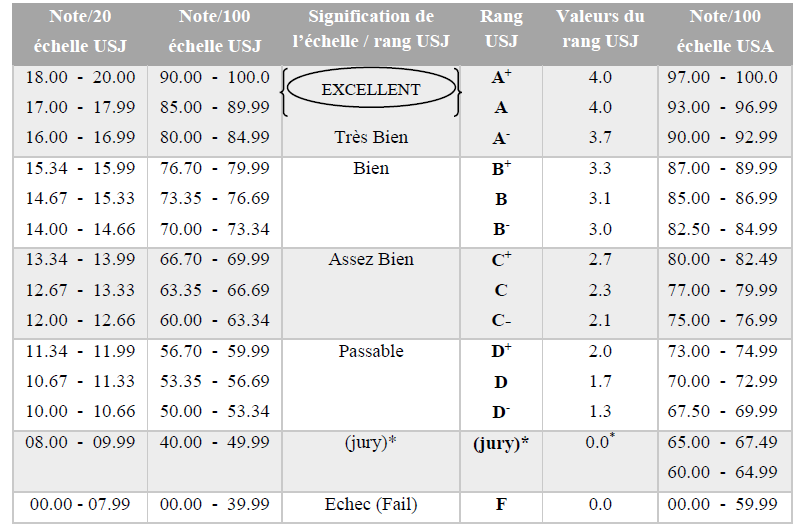 Note/20 échelle USJ | Note/100 échelle USJ | Signification de l'échelle / rang USJ | Rang USJ | Valeurs du rang USJ | Note/100 échelle USA
18.00 - 20.00 | 90.00 - 100.0 | EXCELLENT | A+ | 4.0 | 97.00 - 100.0
17.00 - 17.99 | 85.00 - 89.99 | A | 4.0 | 93.00 - 96.99
16.00 - 16.99 | 80.00 - 84.99 | Très Bien | A- | 3.7 | 90.00 - 92.99
15.34 - 15.99 | 76.70 - 79.99 | Bien | B+ | 3.3 | 87.00 - 89.99
14.67 - 15.33 | 73.35 - 76.69 | B | 3.1 | 85.00 - 86.99
14.00 - 14.66 | 70.00 - 73.34 | B- | 3.0 | 82.50 - 84.99
13.34 - 13.99 | 66.70 - 69.99 | Assez Bien | C+ | 2.7 | 80.00 - 82.49
12.67 - 13.33 | 63.35 - 66.69 | C | 2.3 | 77.00 - 79.99
12.00 - 12.66 | 60.00 - 63.34 | C- | 2.1 | 75.00 - 76.99
11.34 - 11.99 | 56.70 - 59.99 | Passable | D+ | 2.0 | 73.00 - 74.99
10.67 - 11.33 | 53.35 - 56.69 | D | 1.7 | 70.00 - 72.99
10.00 - 10.66 | 50.00 - 53.34 | D- | 1.3 | 67.50 - 69.99
08.00 - 09.99 | 40.00 - 49.99 | (jury)* | (jury)* | 0.0* | 65.00 - 67.49
60.00 - 64.99
00.00 - 07.99 | 00.00 - 39.99 | Echec (Fail) | F | 0.0 | 00.00 - 59.99